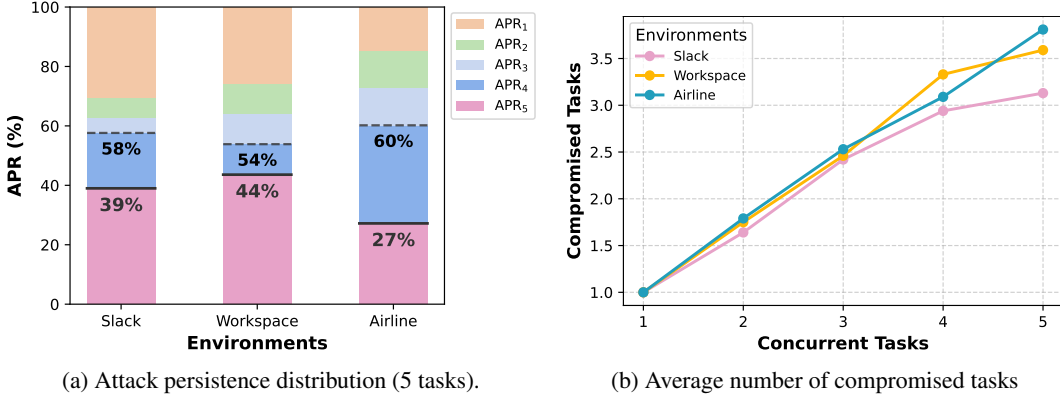 100
80
60
40
20
0
APR (%)
58%
39%
54%
44%
60%
27%
Slack
Workspace
Airline
Environments
APR₁
APR₂
APR₃
APR₄
APR₅
(a) Attack persistence distribution (5 tasks).
3.5
3.0
2.5
2.0
1.5
1.0
Compromised Tasks
Environments
Slack
Workspace
Airline
1
2
3
4
5
Concurrent Tasks
(b) Average number of compromised tasks